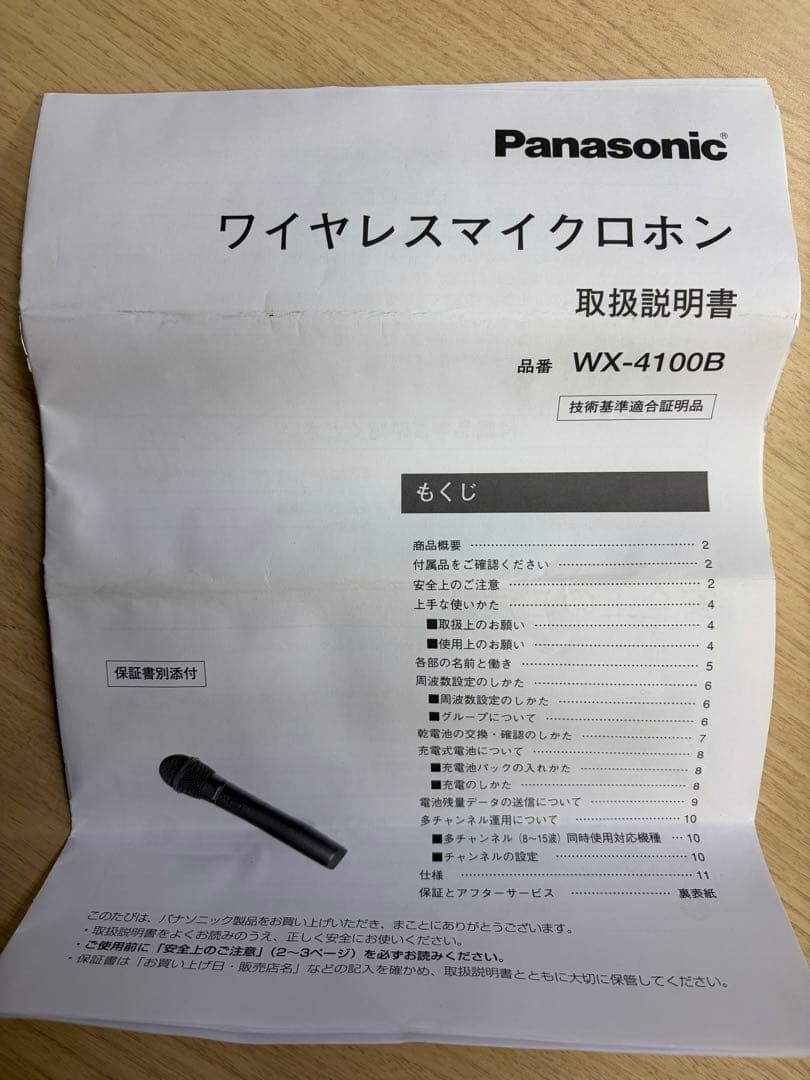 Panasonic®
ワイヤレスマイクロホン
取扱説明書
品番 WX-4100B
技術基準適合証明品
もくじ
商品概要 ………………………………… 2
付属品をご確認ください ………………………………… 2
安全上のご注意 ………………………………… 2
上手な使いかた ………………………………… 4
■取扱上のお願い ………………………………… 4
■使用上のお願い ………………………………… 4
各部の名前と働き ………………………………… 5
周波数設定のしかた ………………………………… 6
■周波数設定のしかた ………………………………… 6
■グループについて ………………………………… 6
乾電池の交換・確認のしかた ………………………………… 7
充電式電池について ………………………………… 8
■充電池パックの入れかた ………………………………… 8
■充電のしかた ………………………………… 8
電池残量データの送信について ………………………………… 9
多チャンネル運用について ………………………………… 10
■多チャンネル（8〜15波）同時使用対応機種 … 10
■チャンネルの設定 ………………………………… 10
仕様 ………………………………… 11
保証とアフターサービス ………………………………… 裏表紙
保証書別添付
このたびは、パナソニック製品をお買い上げいただき、まことにありがとうございます。
・取扱説明書をよくお読みのうえ、正しく安全にお使いください。
・ご使用前に「安全上のご注意」（2〜3ページ）を必ずお読みください。
・保証書は「お買い上げ日・販売店名」などの記入を確かめ、取扱説明書とともに大切に保管してください。